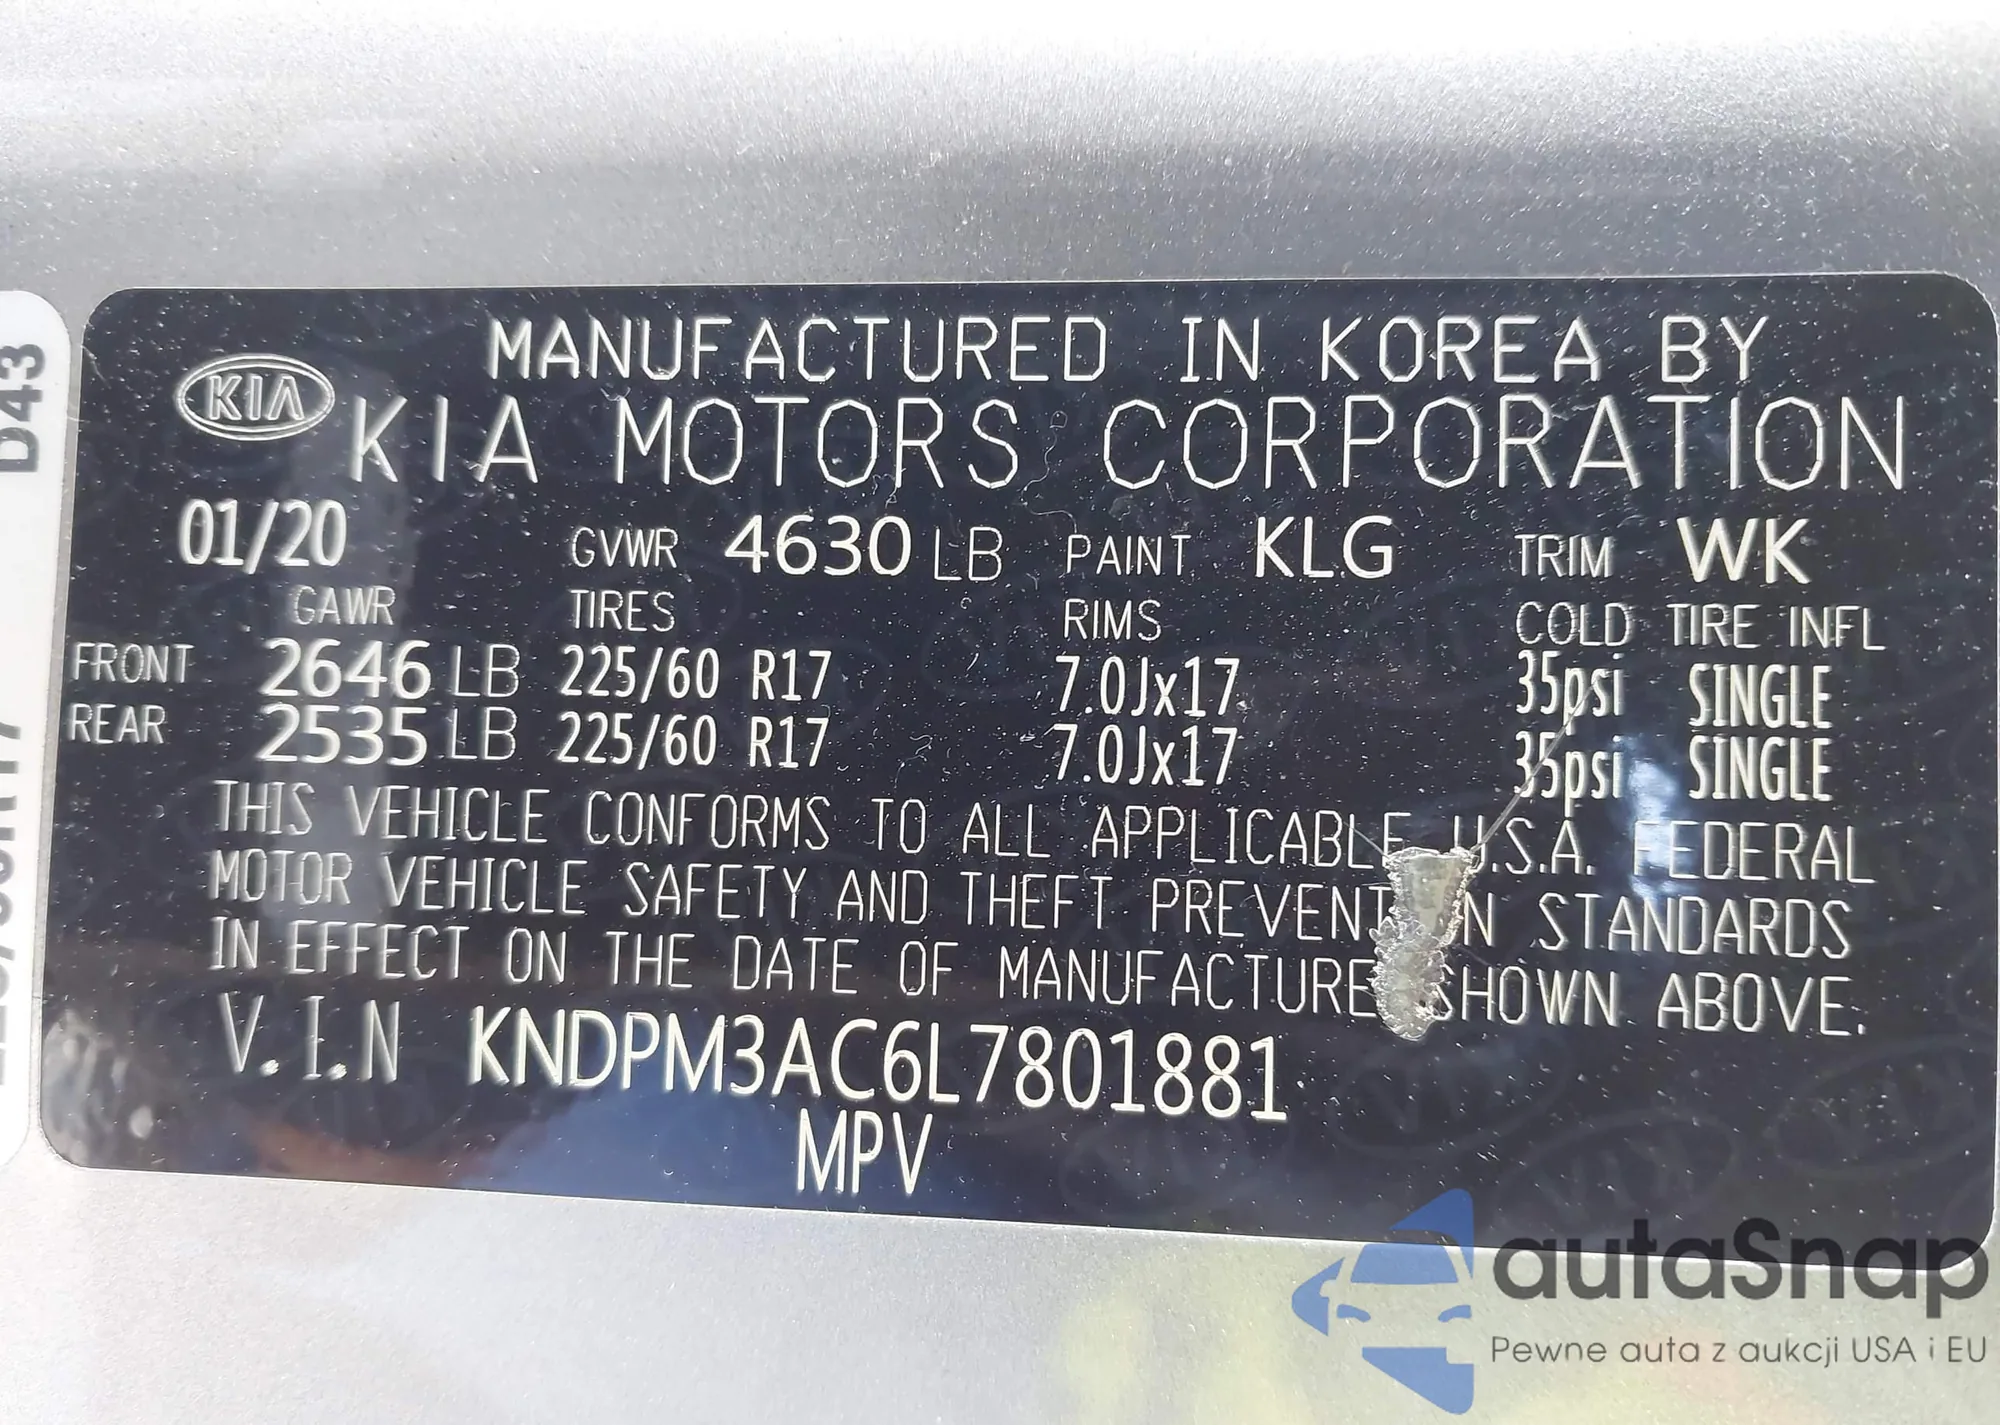 D43
KIA
MANUFACTURED IN KOREA BY
KIA MOTORS CORPORATION
01/20 GVWR 4630 LB PAINT KLG TRIM WK
GAWR TIRES RIMS COLD TIRE INFL
FRONT 2646 LB 225/60 R17 7.0Jx17 35psi SINGLE
REAR 2535 LB 225/60 R17 7.0Jx17 35psi SINGLE
THIS VEHICLE CONFORMS TO ALL APPLICABLE U.S.A. FEDERAL
MOTOR VEHICLE SAFETY AND THEFT PREVENTION STANDARDS
IN EFFECT ON THE DATE OF MANUFACTURE SHOWN ABOVE.
V.I.N KNDPM3AC6L7801881
MPV
autaSnap
Pewne auta z aukcji USA i EU